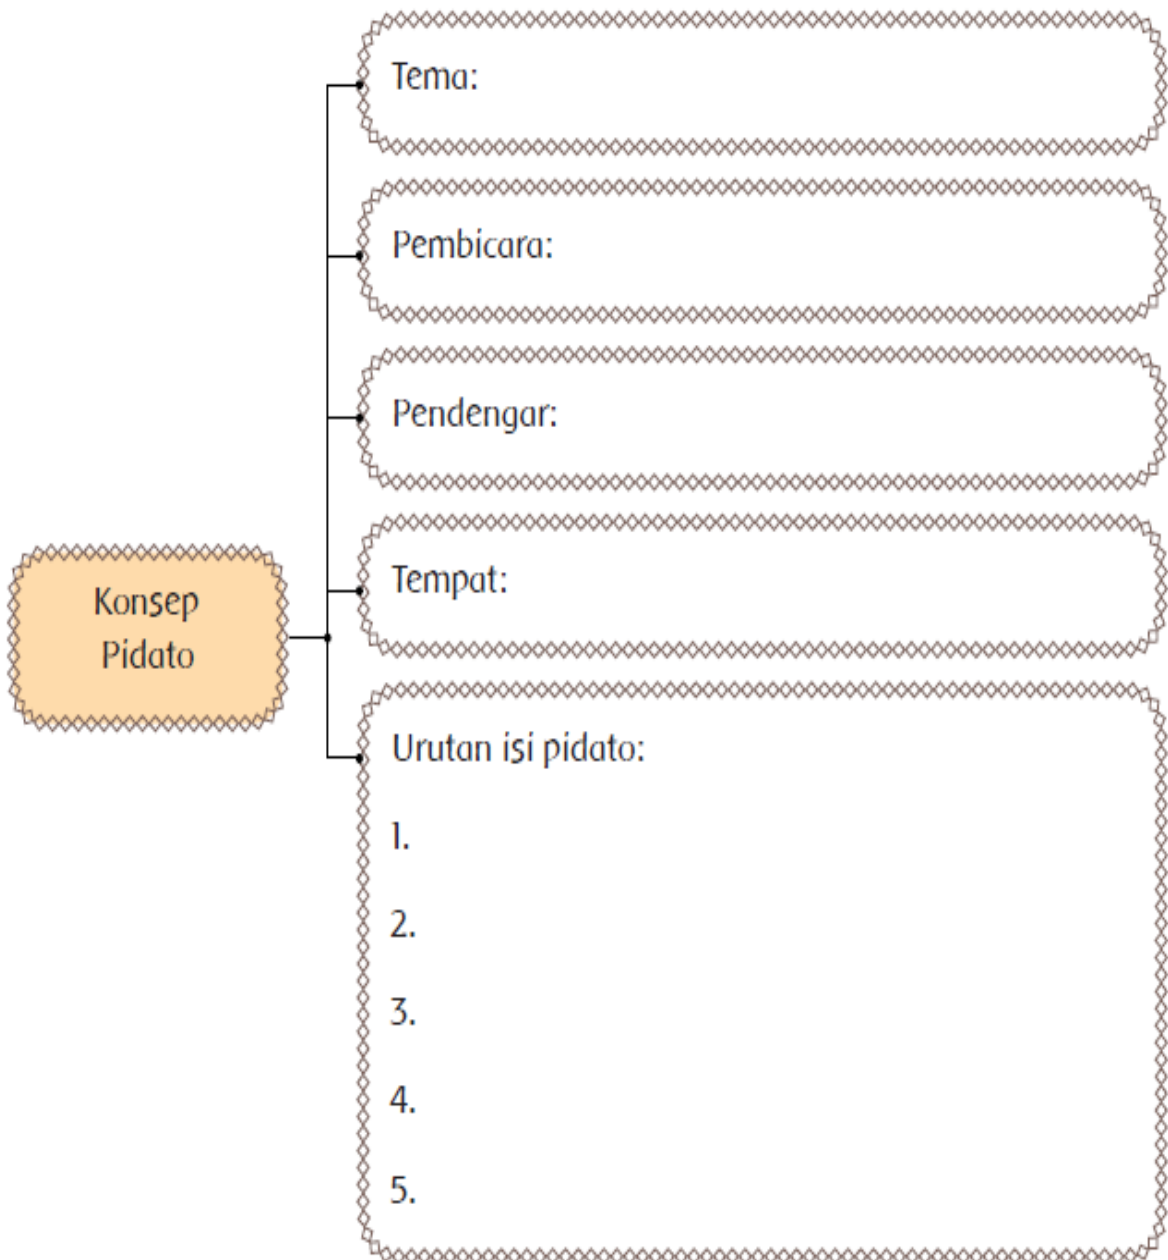 Tema:
Pembicara:
Pendengar:
Tempat:
Konsep
Pidato
Urutan isi pidato:
1.
2.
3.
4.
5.